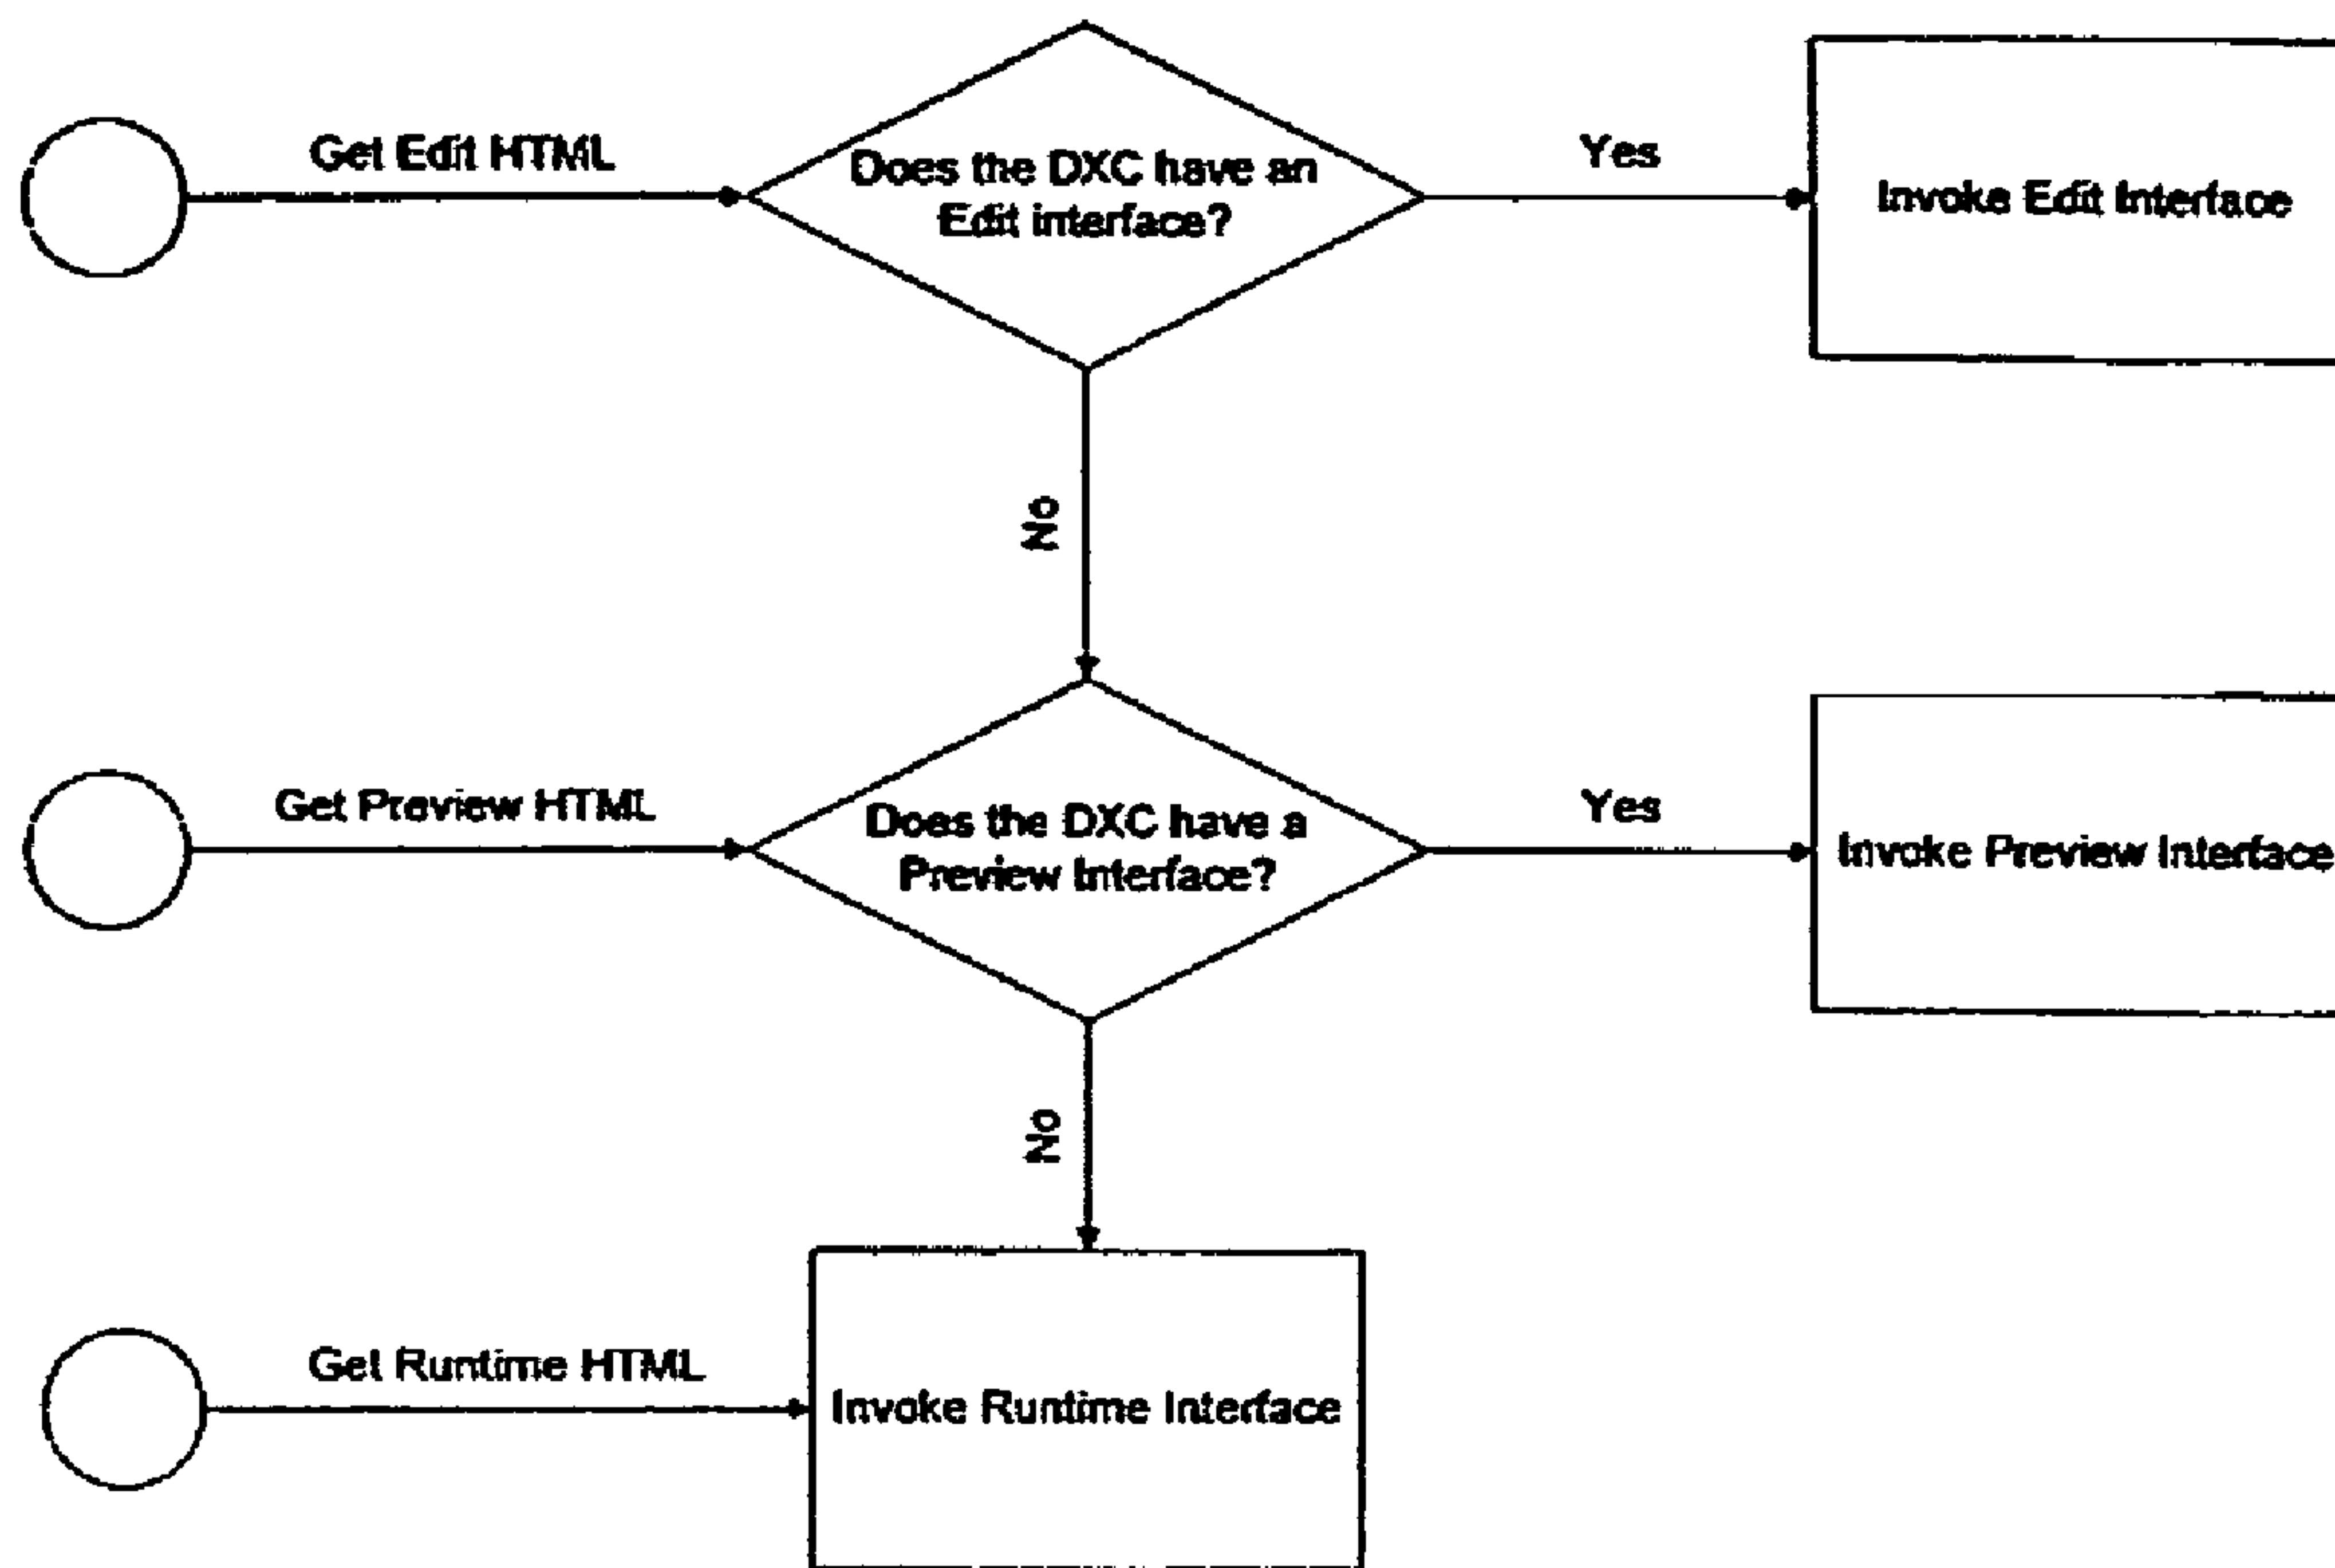 Get Edit HTML
Does the DXC have an
Edit interface?
Yes
Invoke Edit Interface
No
Get Preview HTML
Does the DXC have a
Preview Interface?
Yes
Invoke Preview Interface
No
Get Runtime HTML
Invoke Runtime Interface